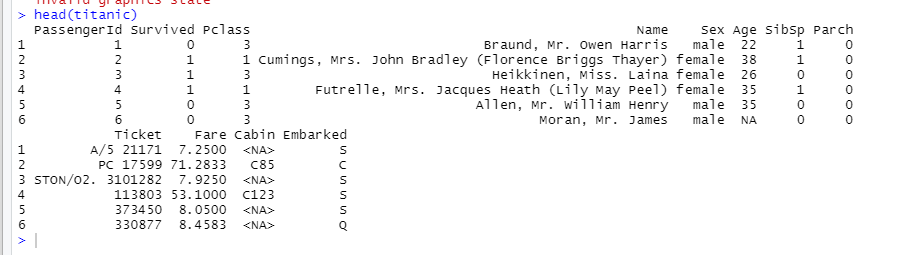 invalid graphics state
> head(titanic)
PassengerId Survived Pclass Name Sex Age SibSp Parch
1 1 0 3 Braund, Mr. Owen Harris male 22 1 0
2 2 1 1 Cumings, Mrs. John Bradley (Florence Briggs Thayer) female 38 1 0
3 3 1 3 Heikkinen, Miss. Laina female 26 0 0
4 4 1 1 Futrelle, Mrs. Jacques Heath (Lily May Peel) female 35 1 0
5 5 0 3 Allen, Mr. William Henry male 35 0 0
6 6 0 3 Moran, Mr. James male NA 0 0
Ticket Fare Cabin Embarked
1 A/5 21171 7.2500 <NA> S
2 PC 17599 71.2833 C85 C
3 STON/O2. 3101282 7.9250 <NA> S
4 113803 53.1000 C123 S
5 373450 8.0500 <NA> S
6 330877 8.4583 <NA> Q
>